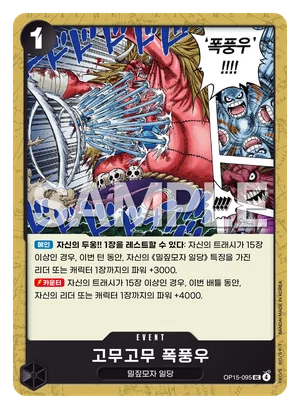 1
‘폭풍우’
!!!!
!!!!
SAMPLE
메인 자신의 두웅!! 1장을 레스트할 수 있다: 자신의 트래시가 15장
이상인 경우, 이번 턴 동안, 자신의 《밀짚모자 일당》 특징을 가진
리더 또는 캐릭터 1장까지의 파워 +3000.
카운터 자신의 트래시가 15장 이상인 경우, 이번 배틀 동안,
자신의 리더 또는 캐릭터 1장까지의 파워 +4000.
EVENT
고무고무 폭풍우
밀짚모자 일당
OP15-095 UC
BANDAI MADE IN KOREA